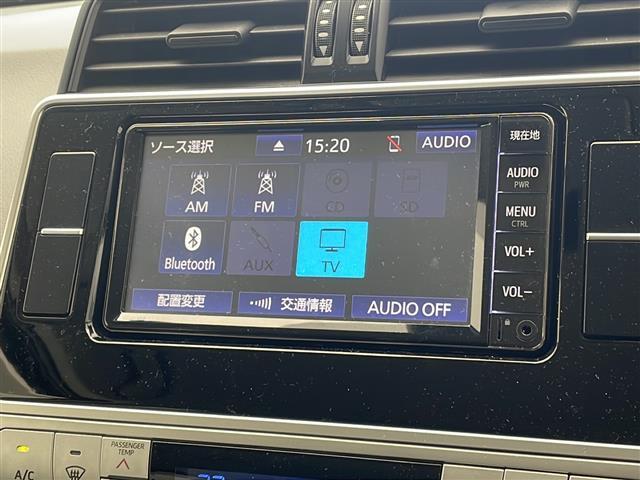 ソース選択 15:20 AUDIO
AM FM CD SD
Bluetooth AUX TV
配置変更 交通情報 AUDIO OFF
現在地
AUDIO
PWR
MENU
CTRL
VOL+
VOL-
A/C
PASSENGER
TEMP